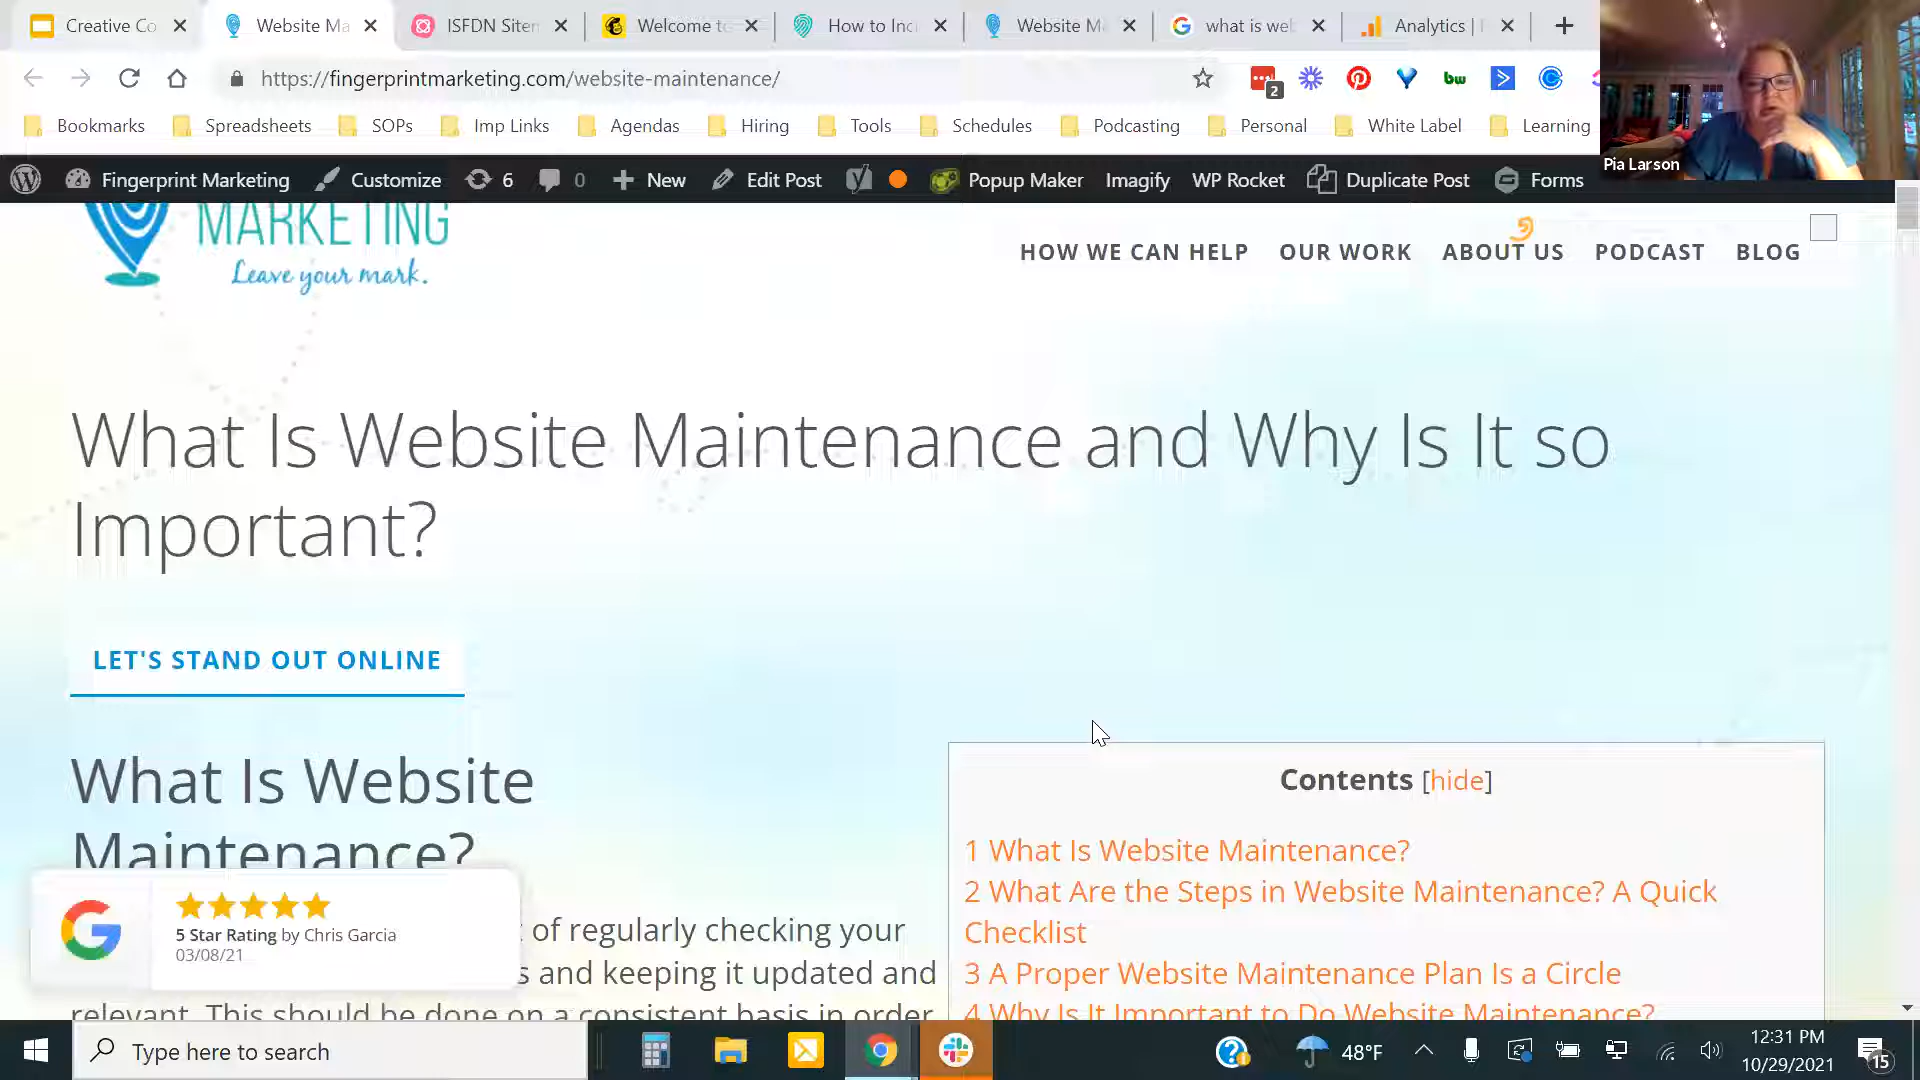 Creative Co
Website Ma
ISFDN Sitem
Welcome to
How to Incr
Website Ma
what is web
Analytics |
https://fingerprintmarketing.com/website-maintenance/
2
bw
Bookmarks
Spreadsheets
SOPs
Imp Links
Agendas
Hiring
Tools
Schedules
Podcasting
Personal
White Label
Learning
Pia Larson
Fingerprint Marketing
Customize
6
0
New
Edit Post
Popup Maker
Imagify
WP Rocket
Duplicate Post
Forms
MARKETING
Leave your mark.
HOW WE CAN HELP
OUR WORK
ABOUT US
PODCAST
BLOG
What Is Website Maintenance and Why Is It so
Important?
LET'S STAND OUT ONLINE
What Is Website
Maintenance?
of regularly checking your
s and keeping it updated and
relevant. This should be done on a consistent basis in order
5 Star Rating by Chris Garcia
03/08/21
Contents [hide]
1 What Is Website Maintenance?
2 What Are the Steps in Website Maintenance? A Quick
Checklist
3 A Proper Website Maintenance Plan Is a Circle
4 Why Is It Important to Do Website Maintenance?
Type here to search
48°F
12:31 PM
10/29/2021
15